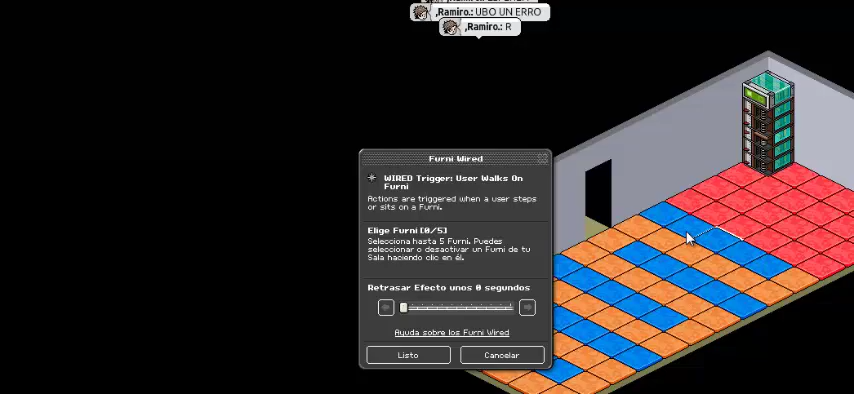 ,Ramiro.: UBO UN ERRO
,Ramiro.: R
Furni Wired
WIRED Trigger: User Walks On
Furni
Actions are triggered when a user steps
or sits on a Furni.
Elige Furni [0/5]
Selecciona hasta 5 Furni. Puedes
seleccionar o desactivar un Furni de tu
Sala haciendo clic en él.
Retrasar Efecto unos 0 segundos
Ayuda sobre los Furni Wired
Listo
Cancelar